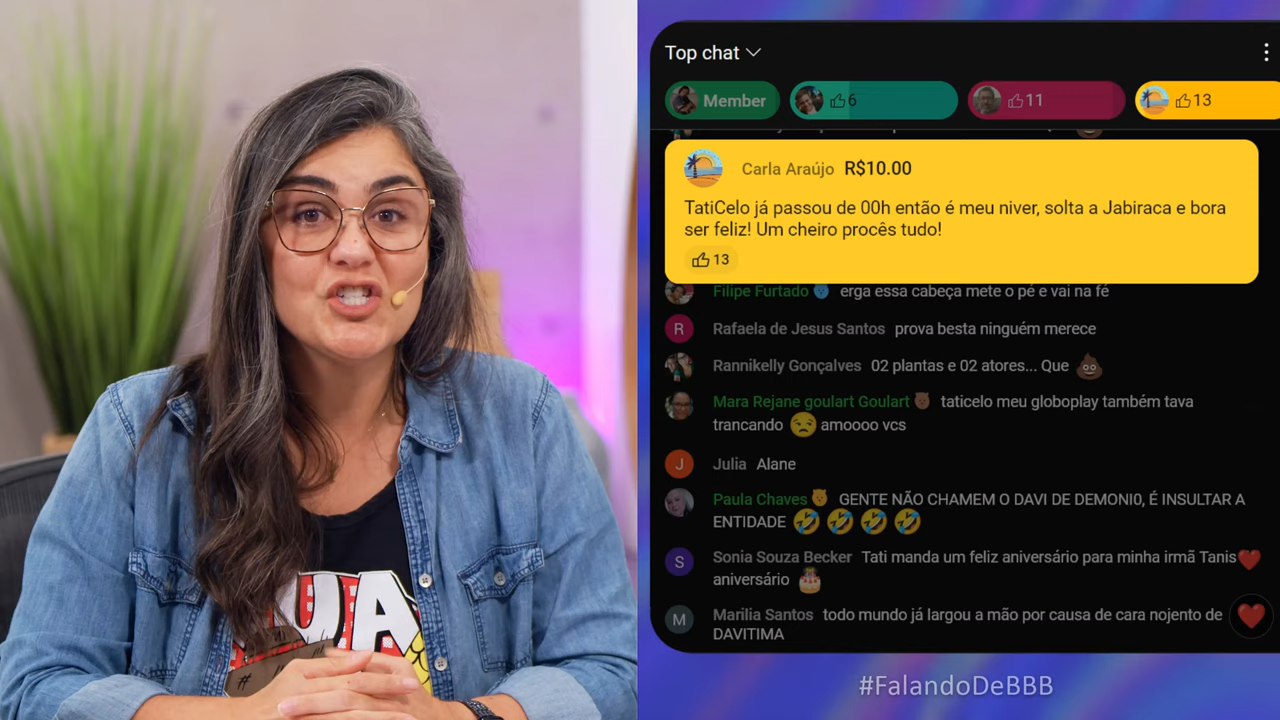 Top chat
Member
6
11
13
Carla Araújo R$10.00
TatiCelo já passou de 00h então é meu niver, solta a Jabiraca e bora
ser feliz! Um cheiro procês tudo!
13
Filipe Furtado erga essa cabeça mete o pé e vai na fé
R Rafaela de Jesus Santos prova besta ninguém merece
Rannikelly Gonçalves 02 plantas e 02 atores... Que
Mara Rejane goulart Goulart taticelo meu globoplay também tava
trancando amoooo vcs
J Julia Alane
Paula Chaves GENTE NÃO CHAMEM O DAVI DE DEMONI0, É INSULTAR A
ENTIDADE
S Sonia Souza Becker Tati manda um feliz aniversário para minha irmã Tanis
aniversário
M Marilia Santos todo mundo já largou a mão por causa de cara nojento de
DAVITIMA
#FalandoDeBBB
UA
#